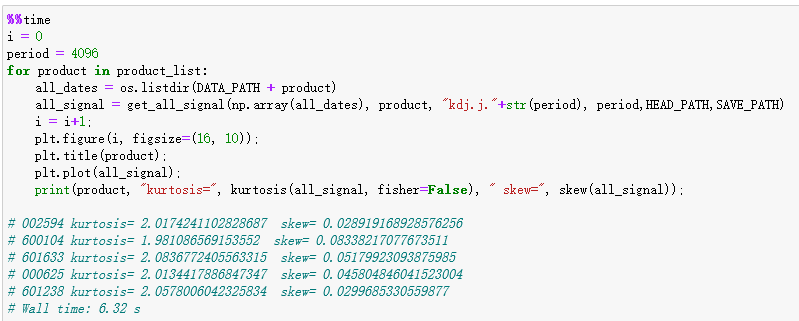 %%time
i = 0
period = 4096
for product in product_list:
    all_dates = os.listdir(DATA_PATH + product)
    all_signal = get_all_signal(np.array(all_dates), product, "kdj.j."+str(period), period,HEAD_PATH,SAVE_PATH)
    i = i+1;
    plt.figure(i, figsize=(16, 10));
    plt.title(product);
    plt.plot(all_signal);
    print(product, "kurtosis=", kurtosis(all_signal, fisher=False), " skew=", skew(all_signal));
# 002594 kurtosis= 2.0174241102828687  skew= 0.028919168928576256
# 600104 kurtosis= 1.981086569153552  skew= 0.08338217077673511
# 601633 kurtosis= 2.0836772405563315  skew= 0.05179923093875985
# 000625 kurtosis= 2.0134417886847347  skew= 0.045804846041523004
# 601238 kurtosis= 2.0578006042325834  skew= 0.0299685330559877
# Wall time: 6.32 s